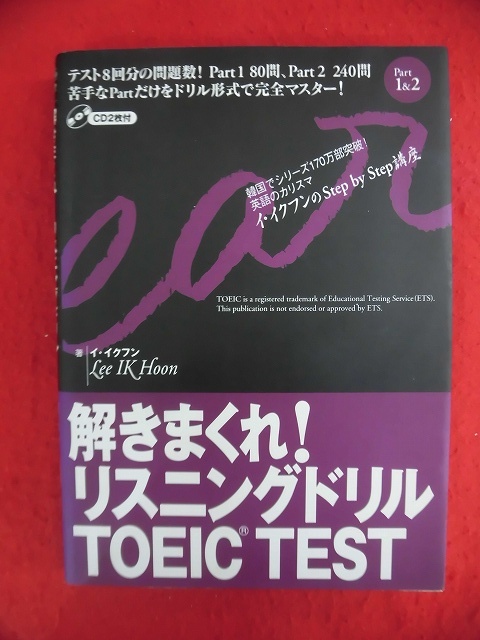 テスト8回分の問題数！ Part 1 80問、Part 2 240問
苦手なPartだけをドリル形式で完全マスター！
CD2枚付
Part
1&2
ear
韓国でシリーズ170万部突破！
英語のカリスマ
イ・イクフンのStep by Step講座
TOEIC is a registered trademark of Educational Testing Service (ETS).
This publication is not endorsed or approved by ETS.
著 イ・イクフン
Lee IK Hoon
解きまくれ！
リスニングドリル
TOEIC® TEST